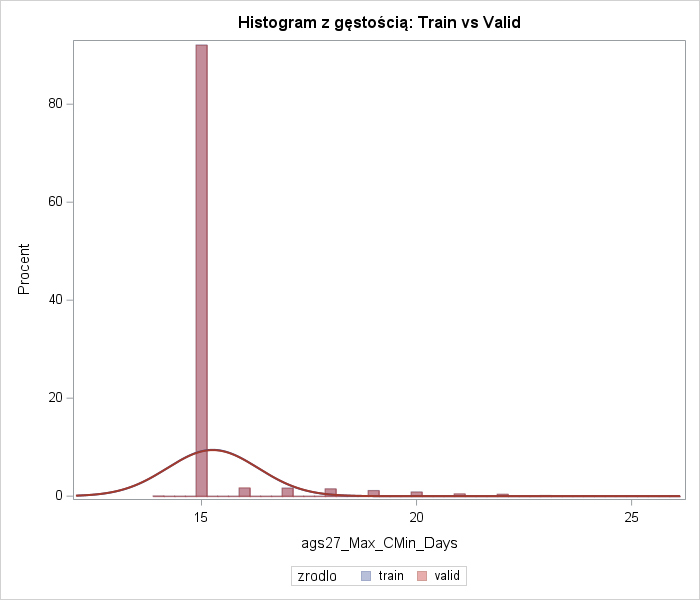 Histogram z gęstością: Train vs Valid
Procent
80
60
40
20
0
15
20
25
ags27_Max_CMin_Days
zrodlo train valid